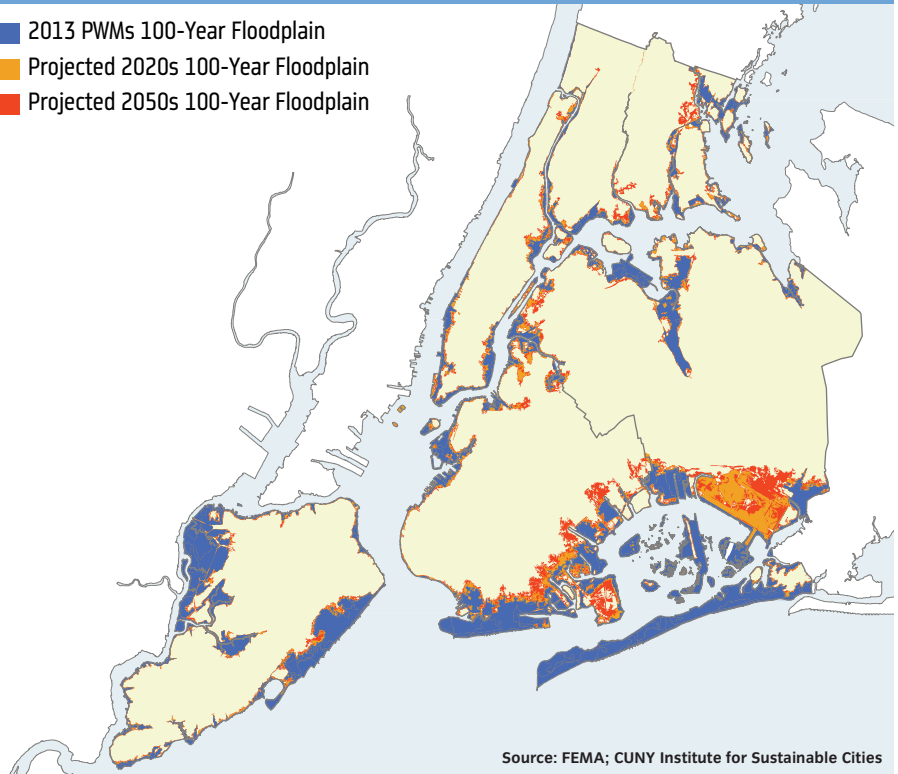 2013 PWMs 100-Year Floodplain
Projected 2020s 100-Year Floodplain
Projected 2050s 100-Year Floodplain
Source: FEMA; CUNY Institute for Sustainable Cities